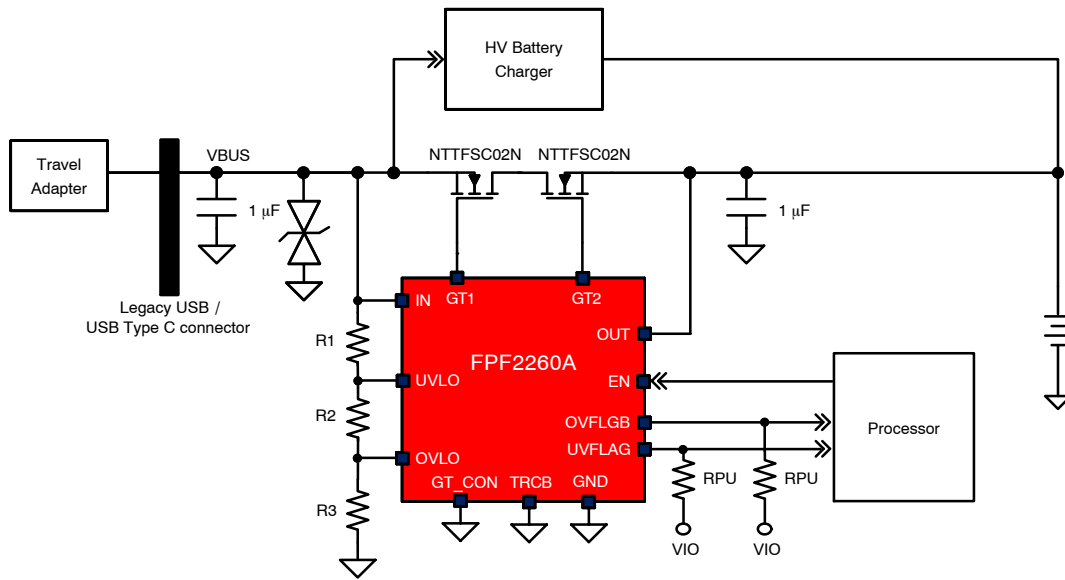 HV Battery
Charger
Travel
Adapter
VBUS
NTTFSC02N
NTTFSC02N
1 μF
1 μF
Legacy USB /
USB Type C connector
GT1
GT2
IN
OUT
R1
FPF2260A
UVLO
EN
R2
OVFLGB
Processor
UVFLAG
OVLO
GT_CON
TRCB
GND
RPU
RPU
R3
VIO
VIO